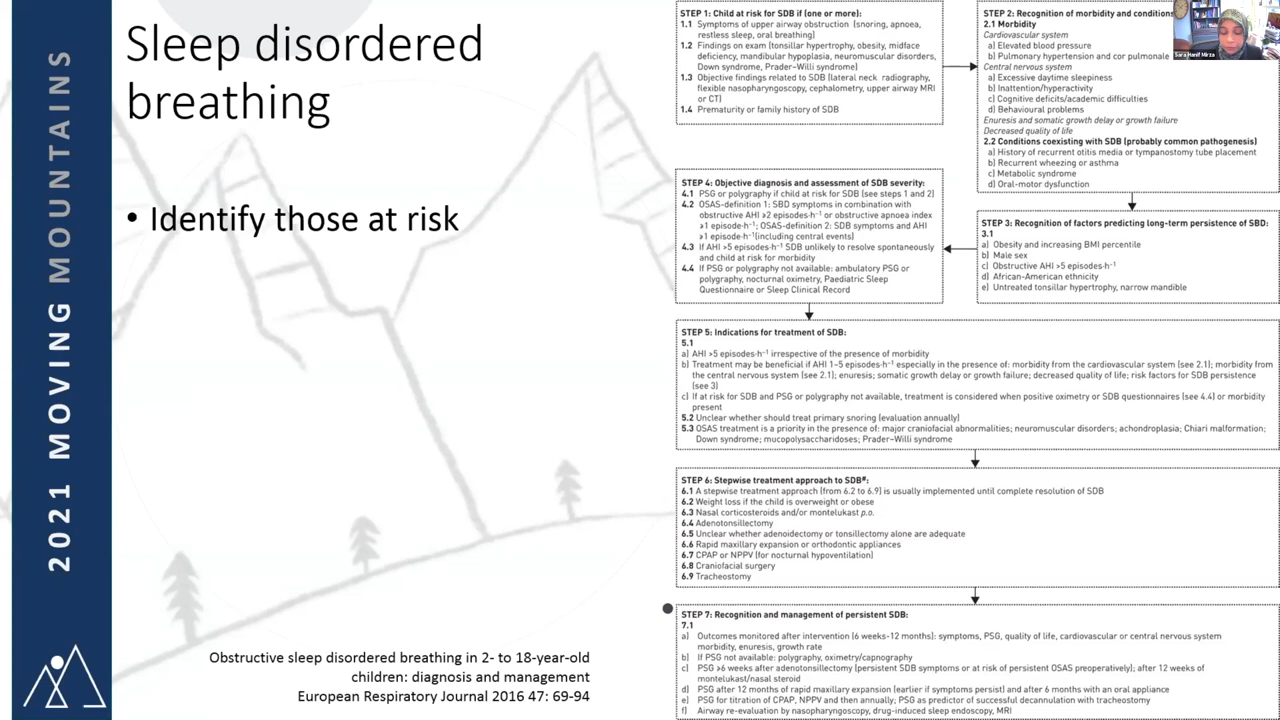 2021 MOVING MOUNTAINS
Sleep disordered
breathing
• Identify those at risk
Obstructive sleep disordered breathing in 2- to 18-year-old
children: diagnosis and management
European Respiratory Journal 2016 47: 69-94
STEP 1: Child at risk for SDB if (one or more):
1.1 Symptoms of upper airway obstruction (snoring, apnoea,
restless sleep, oral breathing)
1.2 Findings on exam (tonsillar hypertrophy, obesity, midface
deficiency, mandibular hypoplasia, neuromuscular disorders,
Down syndrome, Prader–Willi syndrome)
1.3 Objective findings related to SDB (lateral neck radiography,
flexible nasopharyngoscopy, cephalometry, upper airway MRI
or CT)
1.4 Prematurity or family history of SDB
STEP 2: Recognition of morbidity and conditions
2.1 Morbidity
Cardiovascular system
a) Elevated blood pressure
b) Pulmonary hypertension and cor pulmonale
Central nervous system
a) Excessive daytime sleepiness
b) Inattention/hyperactivity
c) Cognitive deficits/academic difficulties
d) Behavioural problems
Enuresis and somatic growth delay or growth failure
Decreased quality of life
2.2 Conditions coexisting with SDB (probably common pathogenesis)
a) History of recurrent otitis media or tympanostomy tube placement
b) Recurrent wheezing or asthma
c) Metabolic syndrome
d) Oral-motor dysfunction
Sara Hanif Mirza
STEP 3: Recognition of factors predicting long-term persistence of SBD:
3.1
a) Obesity and increasing BMI percentile
b) Male sex
c) Obstructive AHI >5 episodes·h⁻¹
d) African-American ethnicity
e) Untreated tonsillar hypertrophy, narrow mandible
STEP 4: Objective diagnosis and assessment of SDB severity:
4.1 PSG or polygraphy if child at risk for SDB (see steps 1 and 2)
4.2 OSAS-definition 1: SBD symptoms in combination with
obstructive AHI ≥2 episodes·h⁻¹ or obstructive apnoea index
≥1 episode·h⁻¹; OSAS-definition 2: SDB symptoms and AHI
≥1 episode·h⁻¹(including central events)
4.3 If AHI >5 episodes·h⁻¹ SDB unlikely to resolve spontaneously
and child at risk for morbidity
4.4 If PSG or polygraphy not available: ambulatory PSG or
polygraphy, nocturnal oximetry, Paediatric Sleep
Questionnaire or Sleep Clinical Record
STEP 5: Indications for treatment of SDB:
5.1
a) AHI >5 episodes·h⁻¹ irrespective of the presence of morbidity
b) Treatment may be beneficial if AHI 1–5 episodes·h⁻¹ especially in the presence of: morbidity from the cardiovascular system (see 2.1); morbidity from
the central nervous system (see 2.1); enuresis; somatic growth delay or growth failure; decreased quality of life; risk factors for SDB persistence
(see 3)
c) If at risk for SDB and PSG or polygraphy not available, treatment is considered when positive oximetry or SDB questionnaires (see 4.4) or morbidity
present
5.2 Unclear whether should treat primary snoring (evaluation annually)
5.3 OSAS treatment is a priority in the presence of: major craniofacial abnormalities; neuromuscular disorders; achondroplasia; Chiari malformation;
Down syndrome; mucopolysaccharidoses; Prader–Willi syndrome
STEP 6: Stepwise treatment approach to SDB#:
6.1 A stepwise treatment approach (from 6.2 to 6.9) is usually implemented until complete resolution of SDB
6.2 Weight loss if the child is overweight or obese
6.3 Nasal corticosteroids and/or montelukast p.o.
6.4 Adenotonsillectomy
6.5 Unclear whether adenoidectomy or tonsillectomy alone are adequate
6.6 Rapid maxillary expansion or orthodontic appliances
6.7 CPAP or NPPV (for nocturnal hypoventilation)
6.8 Craniofacial surgery
6.9 Tracheostomy
STEP 7: Recognition and management of persistent SDB:
7.1
a) Outcomes monitored after intervention (6 weeks-12 months): symptoms, PSG, quality of life, cardiovascular or central nervous system
morbidity, enuresis, growth rate
b) If PSG not available: polygraphy, oximetry/capnography
c) PSG ≥6 weeks after adenotonsillectomy (persistent SDB symptoms or at risk of persistent OSAS preoperatively); after 12 weeks of
montelukast/nasal steroid
d) PSG after 12 months of rapid maxillary expansion (earlier if symptoms persist) and after 6 months with an oral appliance
e) PSG for titration of CPAP, NPPV and then annually; PSG as predictor of successful decannulation with tracheostomy
f) Airway re-evaluation by nasopharyngoscopy, drug-induced sleep endoscopy, MRI